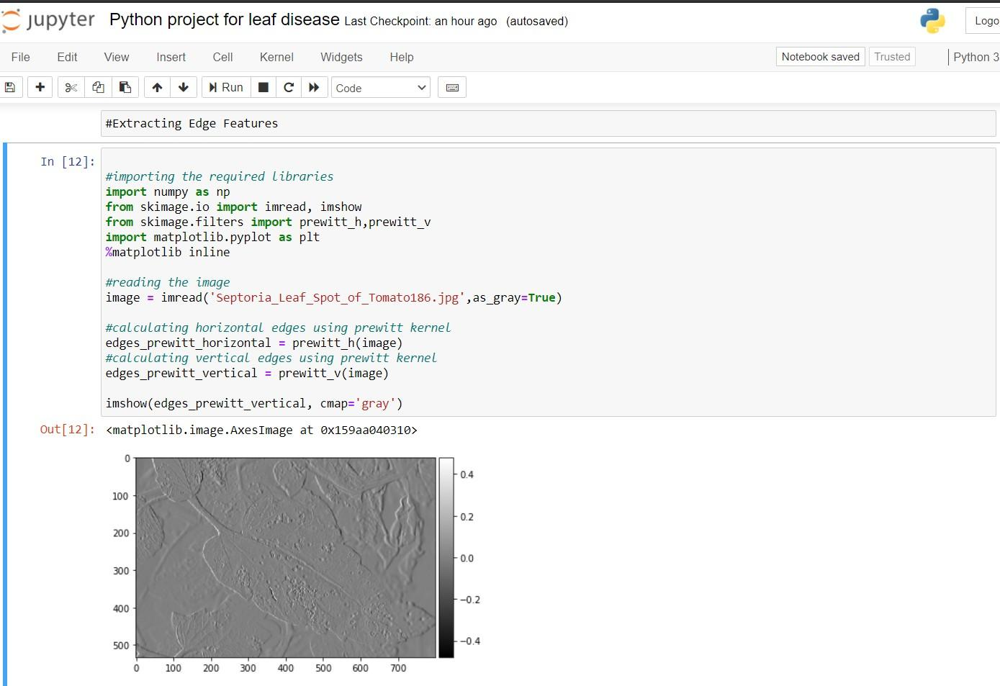 jupyter Python project for leaf disease Last Checkpoint: an hour ago (autosaved)
Logo
File Edit View Insert Cell Kernel Widgets Help
Notebook saved Trusted Python 3
Run Code
#Extracting Edge Features
In [12]:
#importing the required libraries
import numpy as np
from skimage.io import imread, imshow
from skimage.filters import prewitt_h,prewitt_v
import matplotlib.pyplot as plt
%matplotlib inline
#reading the image
image = imread('Septoria_Leaf_Spot_of_Tomato186.jpg',as_gray=True)
#calculating horizontal edges using prewitt kernel
edges_prewitt_horizontal = prewitt_h(image)
#calculating vertical edges using prewitt kernel
edges_prewitt_vertical = prewitt_v(image)
imshow(edges_prewitt_vertical, cmap='gray')
Out[12]: <matplotlib.image.AxesImage at 0x159aa040310>
0
100
200
300
400
500
0 100 200 300 400 500 600 700
0.4
0.2
0.0
−0.2
−0.4